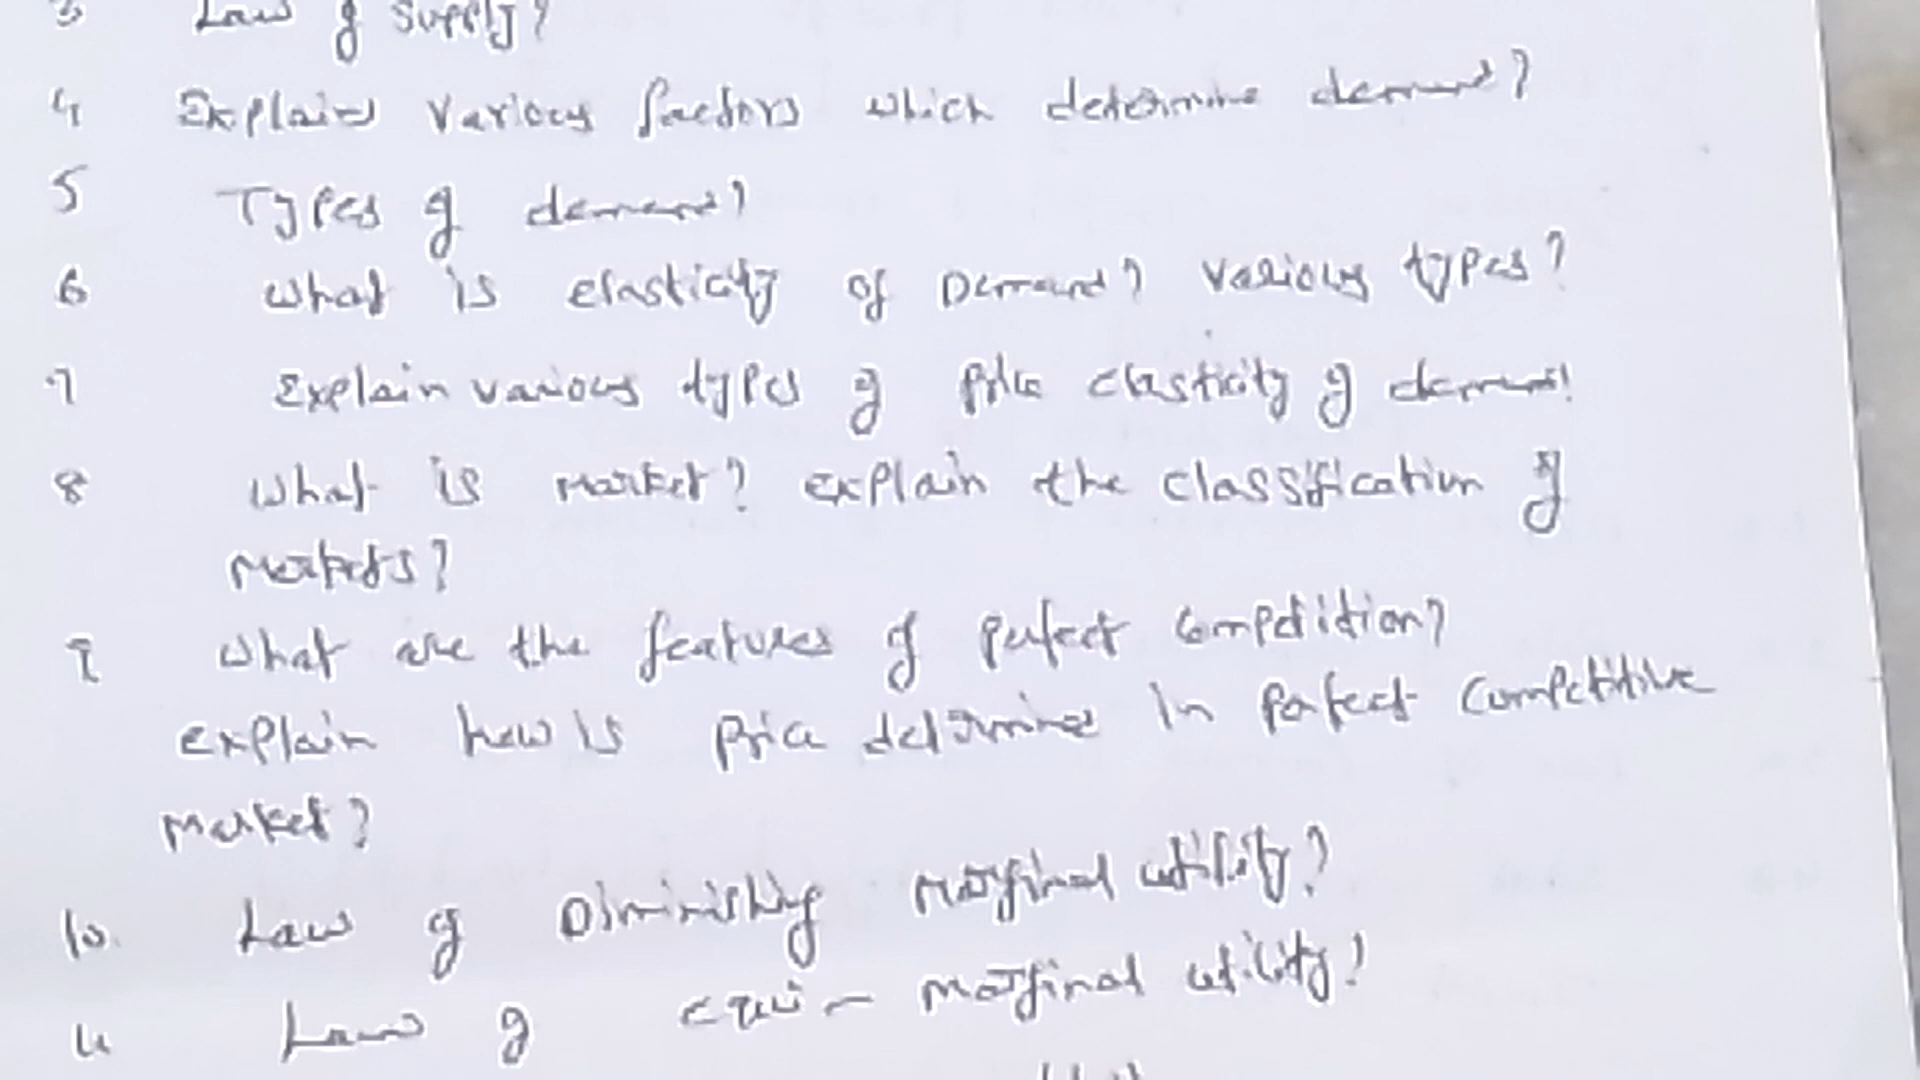 3 Law of Supply?
4 Explain various factors which determine demand?
5 Types of demand?
6 what is elasticity of Demand? various types?
7 Explain various types of price elasticity of demand?
8 what is market? explain the classification of
markets?
9 what are the features of perfect competition?
explain how is price determined in perfect competitive
market?
10. Law of Diminishing marginal utility?
11 Law of equi - marginal utility?